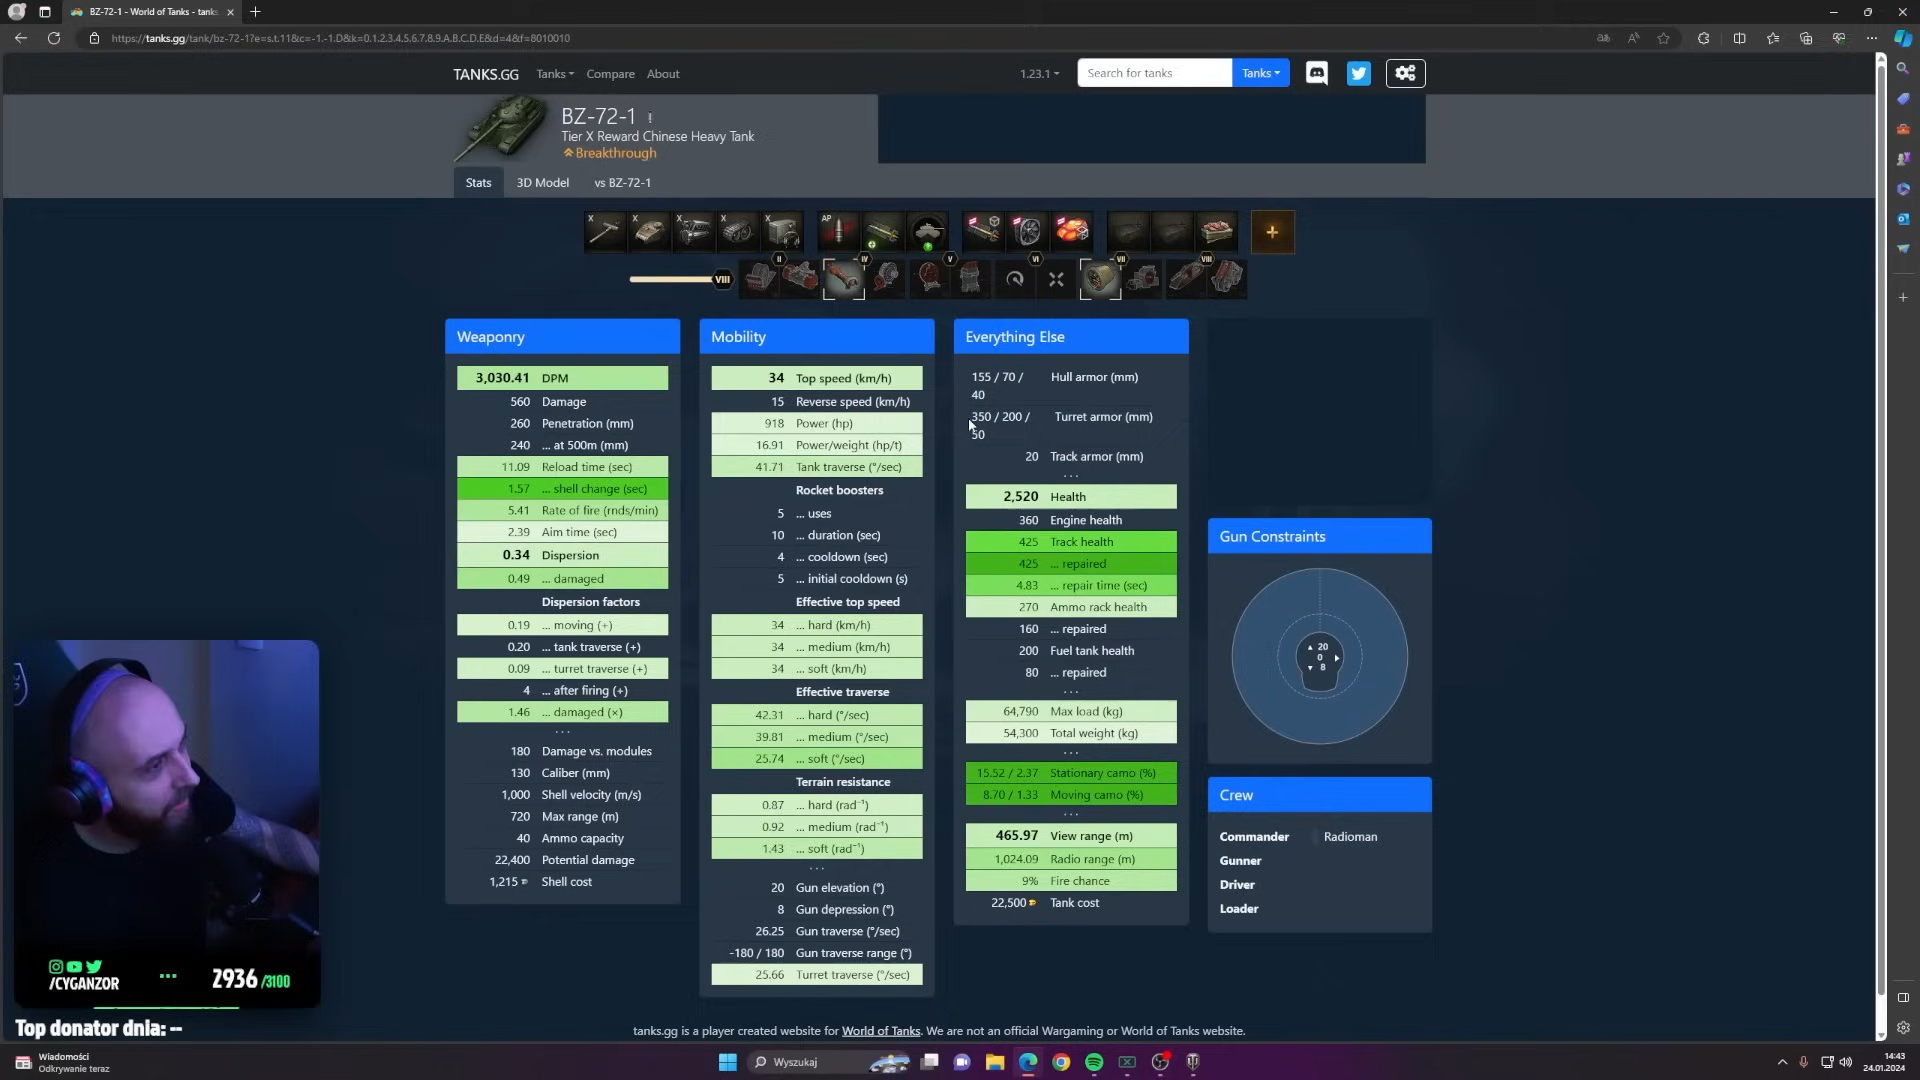 BZ-72-1 - World of Tanks - tanks
https://tanks.gg/tank/bz-72-1?e=s.t.11&c=-1.-1.D&k=0.1.2.3.4.5.6.7.8.9.A.B.C.D.E&d=4&f=8010010
TANKS.GG Tanks Compare About 1.23.1 Search for tanks Tanks
BZ-72-1 !
Tier X Reward Chinese Heavy Tank
Breakthrough
Stats 3D Model vs BZ-72-1
X X X X X AP
+
VIII II IV V VI VII VIII
Weaponry
3,030.41 DPM
560 Damage
260 Penetration (mm)
240 ... at 500m (mm)
11.09 Reload time (sec)
1.57 ... shell change (sec)
5.41 Rate of fire (rnds/min)
2.39 Aim time (sec)
0.34 Dispersion
0.49 ... damaged
Dispersion factors
0.19 ... moving (+)
0.20 ... tank traverse (+)
0.09 ... turret traverse (+)
4 ... after firing (+)
1.46 ... damaged (×)
...
180 Damage vs. modules
130 Caliber (mm)
1,000 Shell velocity (m/s)
720 Max range (m)
40 Ammo capacity
22,400 Potential damage
1,215 Shell cost
Mobility
34 Top speed (km/h)
15 Reverse speed (km/h)
918 Power (hp)
16.91 Power/weight (hp/t)
41.71 Tank traverse (°/sec)
Rocket boosters
5 ... uses
10 ... duration (sec)
4 ... cooldown (sec)
5 ... initial cooldown (s)
Effective top speed
34 ... hard (km/h)
34 ... medium (km/h)
34 ... soft (km/h)
Effective traverse
42.31 ... hard (°/sec)
39.81 ... medium (°/sec)
25.74 ... soft (°/sec)
Terrain resistance
0.87 ... hard (rad⁻¹)
0.92 ... medium (rad⁻¹)
1.43 ... soft (rad⁻¹)
...
20 Gun elevation (°)
8 Gun depression (°)
26.25 Gun traverse (°/sec)
-180 / 180 Gun traverse range (°)
25.66 Turret traverse (°/sec)
Everything Else
155 / 70 / 40 Hull armor (mm)
350 / 200 / 50 Turret armor (mm)
20 Track armor (mm)
...
2,520 Health
360 Engine health
425 Track health
425 ... repaired
4.83 ... repair time (sec)
270 Ammo rack health
160 ... repaired
200 Fuel tank health
80 ... repaired
...
64,790 Max load (kg)
54,300 Total weight (kg)
...
15.52 / 2.37 Stationary camo (%)
8.70 / 1.33 Moving camo (%)
...
465.97 View range (m)
1,024.09 Radio range (m)
9% Fire chance
22,500 Tank cost
Gun Constraints
20
0
8
Crew
Commander Radioman
Gunner
Driver
Loader
/CYGANZOR ... 2936 /3100
Top donator dnia: --
tanks.gg is a player created website for World of Tanks. We are not an official Wargaming or World of Tanks website.
Wiadomości
Odkrywanie teraz
Wyszukaj
14:43
24.01.2024